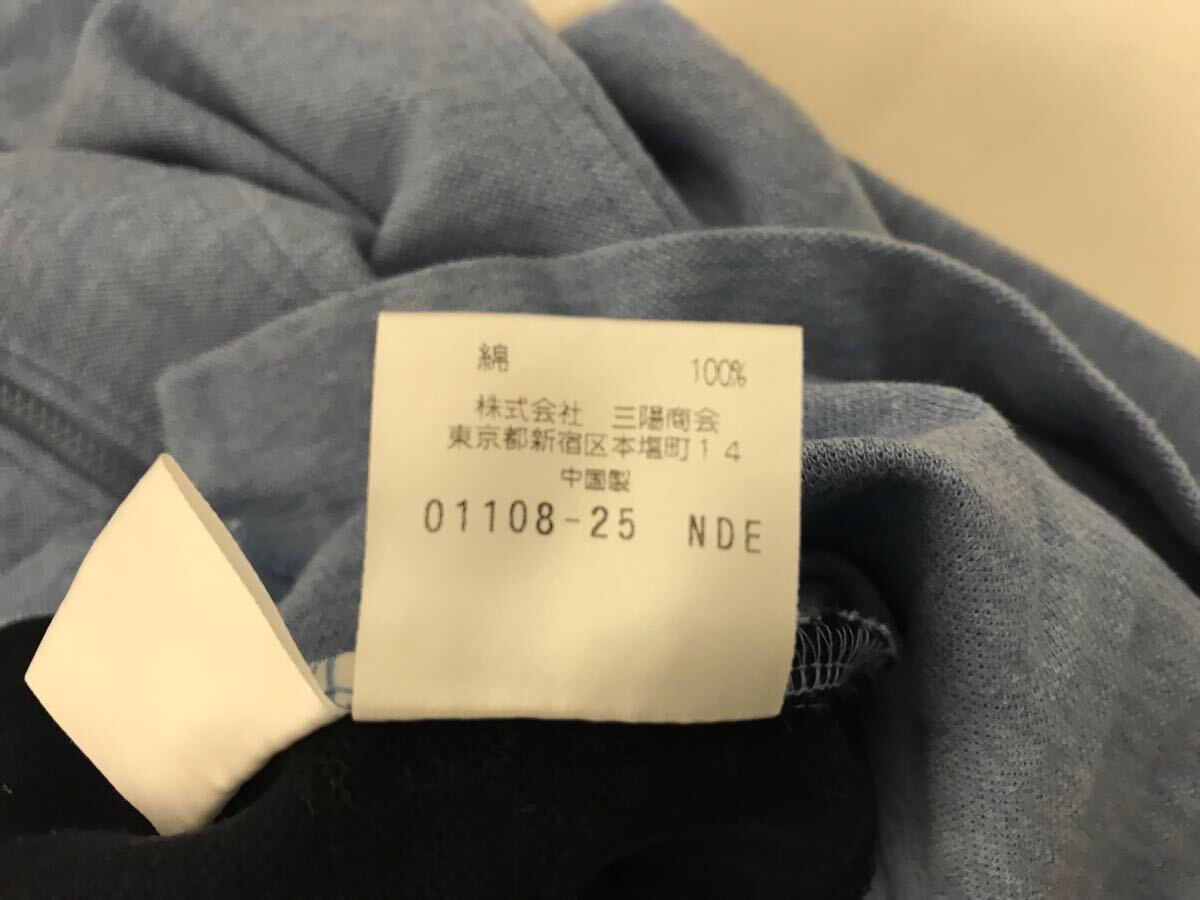 綿 100%
株式会社 三陽商会
東京都新宿区本塩町14
中国製
01108-25 NDE